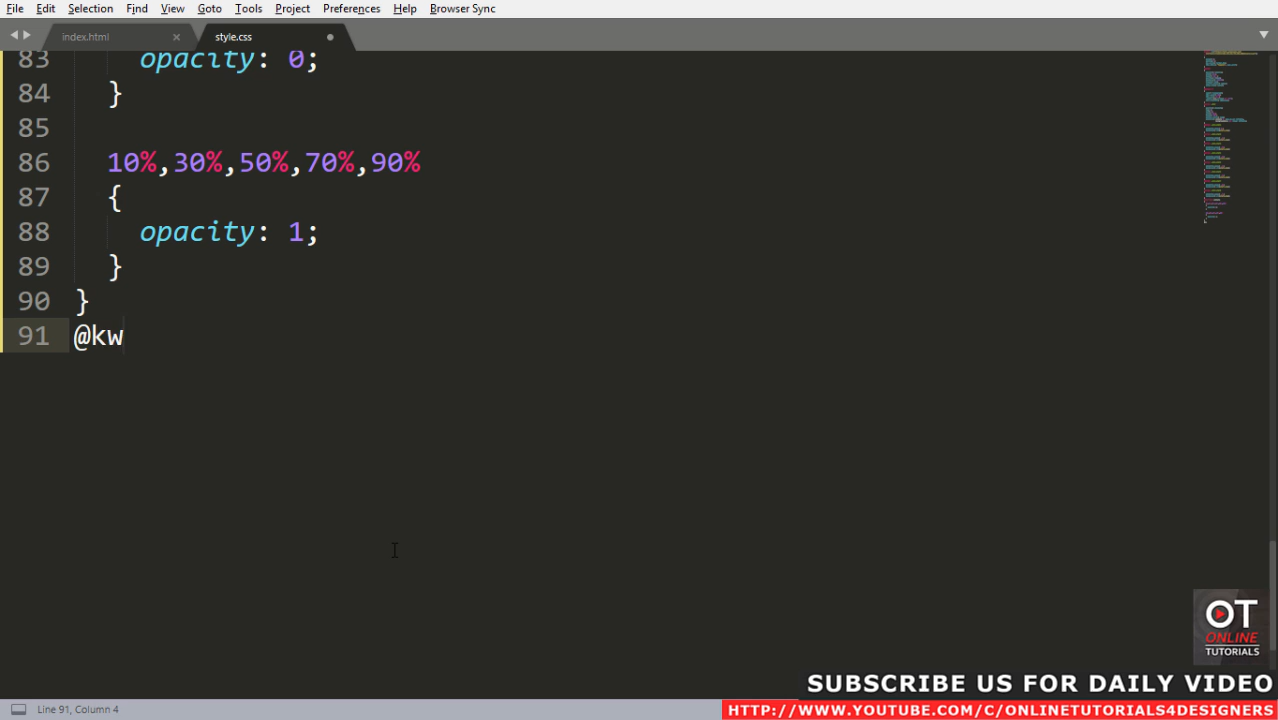 File Edit Selection Find View Goto Tools Project Preferences Help Browser Sync
index.html × style.css
83 opacity: 0;
84 }
85
86 10%,30%,50%,70%,90%
87 {
88 opacity: 1;
89 }
90 }
91 @kw
OT
ONLINE
TUTORIALS
SUBSCRIBE US FOR DAILY VIDEO
Line 91, Column 4
HTTP://WWW.YOUTUBE.COM/C/ONLINETUTORIALS4DESIGNERS